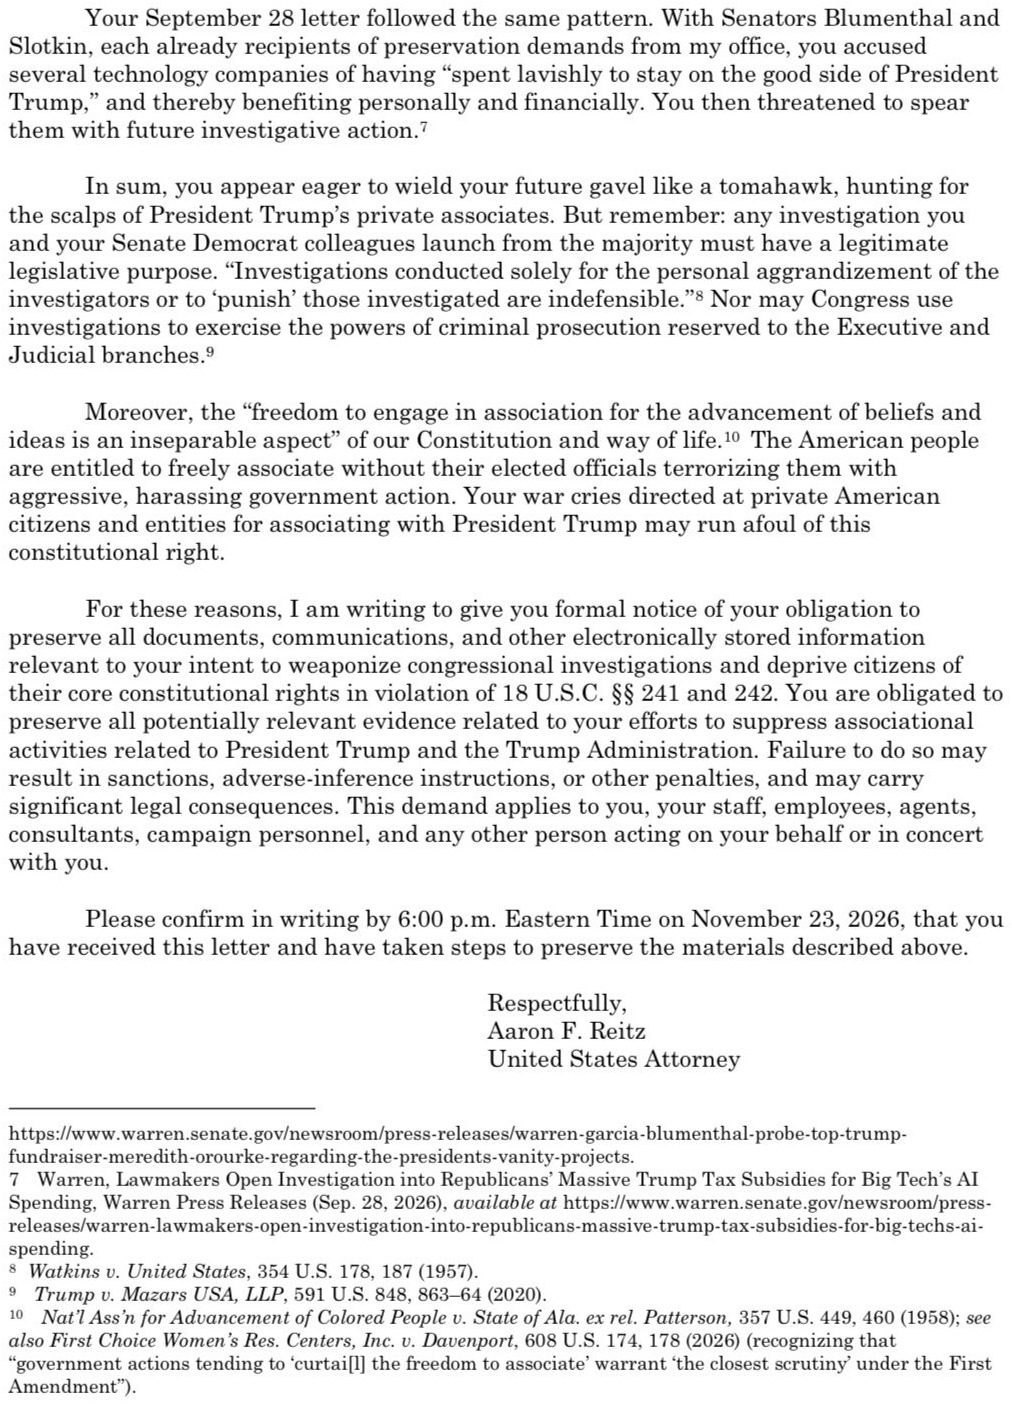 Your September 28 letter followed the same pattern. With Senators Blumenthal and
Slotkin, each already recipients of preservation demands from my office, you accused
several technology companies of having “spent lavishly to stay on the good side of President
Trump,” and thereby benefiting personally and financially. You then threatened to spear
them with future investigative action.⁷
In sum, you appear eager to wield your future gavel like a tomahawk, hunting for
the scalps of President Trump’s private associates. But remember: any investigation you
and your Senate Democrat colleagues launch from the majority must have a legitimate
legislative purpose. “Investigations conducted solely for the personal aggrandizement of the
investigators or to ‘punish’ those investigated are indefensible.”⁸ Nor may Congress use
investigations to exercise the powers of criminal prosecution reserved to the Executive and
Judicial branches.⁹
Moreover, the “freedom to engage in association for the advancement of beliefs and
ideas is an inseparable aspect” of our Constitution and way of life.¹⁰ The American people
are entitled to freely associate without their elected officials terrorizing them with
aggressive, harassing government action. Your war cries directed at private American
citizens and entities for associating with President Trump may run afoul of this
constitutional right.
For these reasons, I am writing to give you formal notice of your obligation to
preserve all documents, communications, and other electronically stored information
relevant to your intent to weaponize congressional investigations and deprive citizens of
their core constitutional rights in violation of 18 U.S.C. §§ 241 and 242. You are obligated to
preserve all potentially relevant evidence related to your efforts to suppress associational
activities related to President Trump and the Trump Administration. Failure to do so may
result in sanctions, adverse-inference instructions, or other penalties, and may carry
significant legal consequences. This demand applies to you, your staff, employees, agents,
consultants, campaign personnel, and any other person acting on your behalf or in concert
with you.
Please confirm in writing by 6:00 p.m. Eastern Time on November 23, 2026, that you
have received this letter and have taken steps to preserve the materials described above.
Respectfully,
Aaron F. Reitz
United States Attorney
https://www.warren.senate.gov/newsroom/press-releases/warren-garcia-blumenthal-probe-top-trump-
fundraiser-meredith-orourke-regarding-the-presidents-vanity-projects.
7 Warren, Lawmakers Open Investigation into Republicans’ Massive Trump Tax Subsidies for Big Tech’s AI
Spending, Warren Press Releases (Sep. 28, 2026), available at https://www.warren.senate.gov/newsroom/press-
releases/warren-lawmakers-open-investigation-into-republicans-massive-trump-tax-subsidies-for-big-techs-ai-
spending.
⁸ Watkins v. United States, 354 U.S. 178, 187 (1957).
⁹ Trump v. Mazars USA, LLP, 591 U.S. 848, 863–64 (2020).
¹⁰ Nat’l Ass’n for Advancement of Colored People v. State of Ala. ex rel. Patterson, 357 U.S. 449, 460 (1958); see
also First Choice Women’s Res. Centers, Inc. v. Davenport, 608 U.S. 174, 178 (2026) (recognizing that
“government actions tending to ‘curtai[l] the freedom to associate’ warrant ‘the closest scrutiny’ under the First
Amendment”).